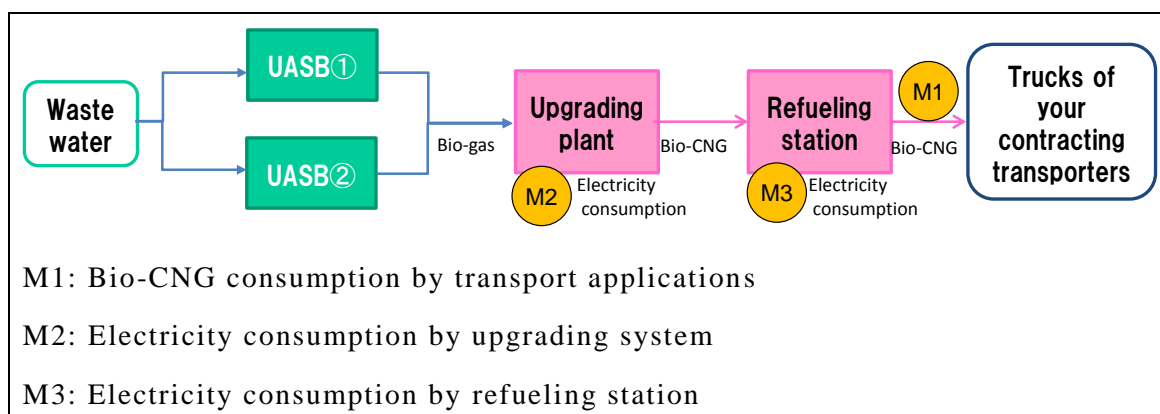 Waste
water
UASB①
UASB②
Bio-gas
Upgrading
plant
M2
Electricity
consumption
Bio-CNG
Refueling
station
M3
Electricity
consumption
M1
Bio-CNG
Trucks of
your
contracting
transporters
M1: Bio-CNG consumption by transport applications
M2: Electricity consumption by upgrading system
M3: Electricity consumption by refueling station